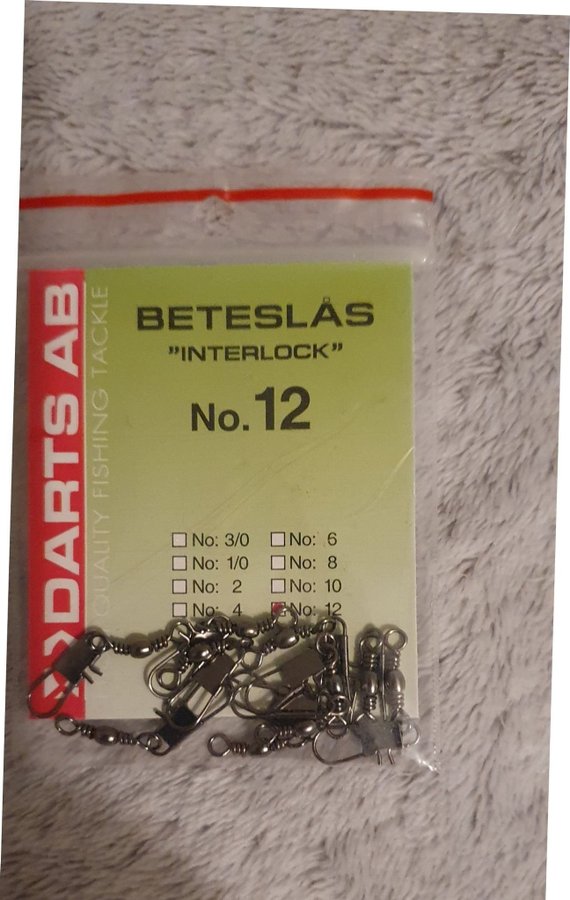 DARTS AB
QUALITY FISHING TACKLE
BETESLÅS
"INTERLOCK"
No. 12
No: 3/0 No: 6
No: 1/0 No: 8
No: 2 No: 10
No: 4 No: 12